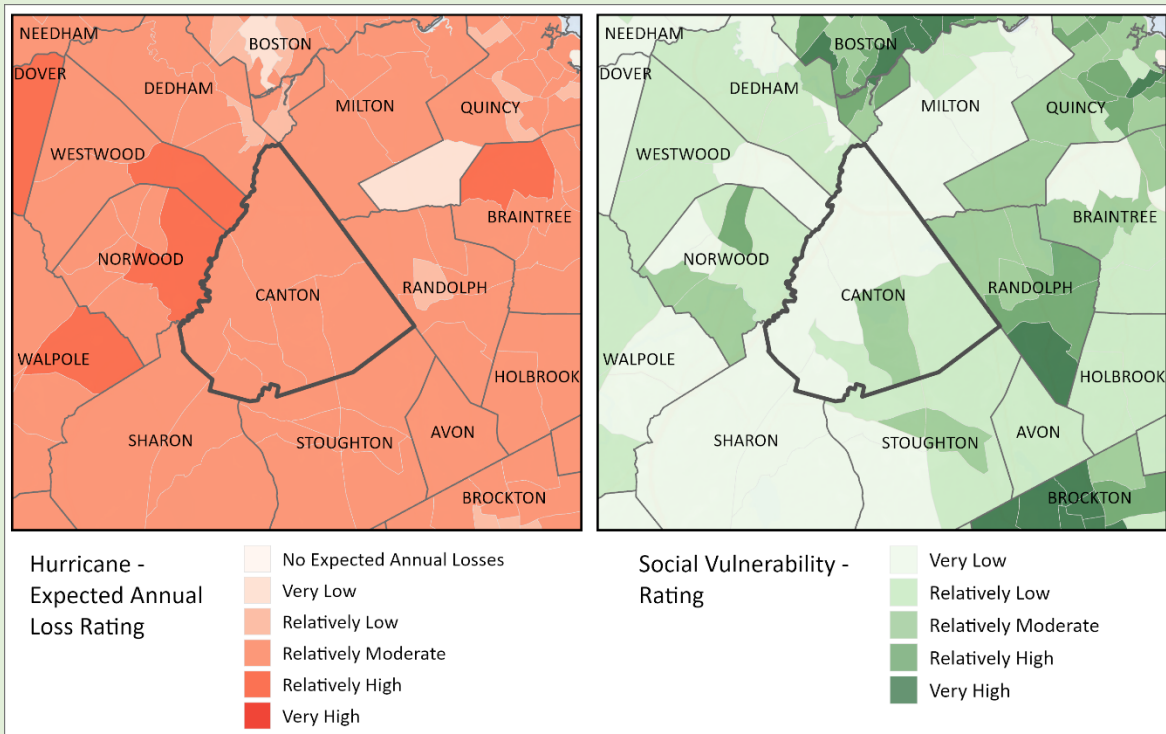 NEEDHAM
BOSTON
DOVER
DEDHAM
MILTON
QUINCY
WESTWOOD
BRAINTREE
NORWOOD
CANTON
RANDOLPH
WALPOLE
HOLBROOK
SHARON
STOUGHTON
AVON
BROCKTON
Hurricane -
Expected Annual
Loss Rating
No Expected Annual Losses
Very Low
Relatively Low
Relatively Moderate
Relatively High
Very High
NEEDHAM
BOSTON
DOVER
DEDHAM
MILTON
QUINCY
WESTWOOD
BRAINTREE
NORWOOD
CANTON
RANDOLPH
WALPOLE
HOLBROOK
SHARON
STOUGHTON
AVON
BROCKTON
Social Vulnerability -
Rating
Very Low
Relatively Low
Relatively Moderate
Relatively High
Very High